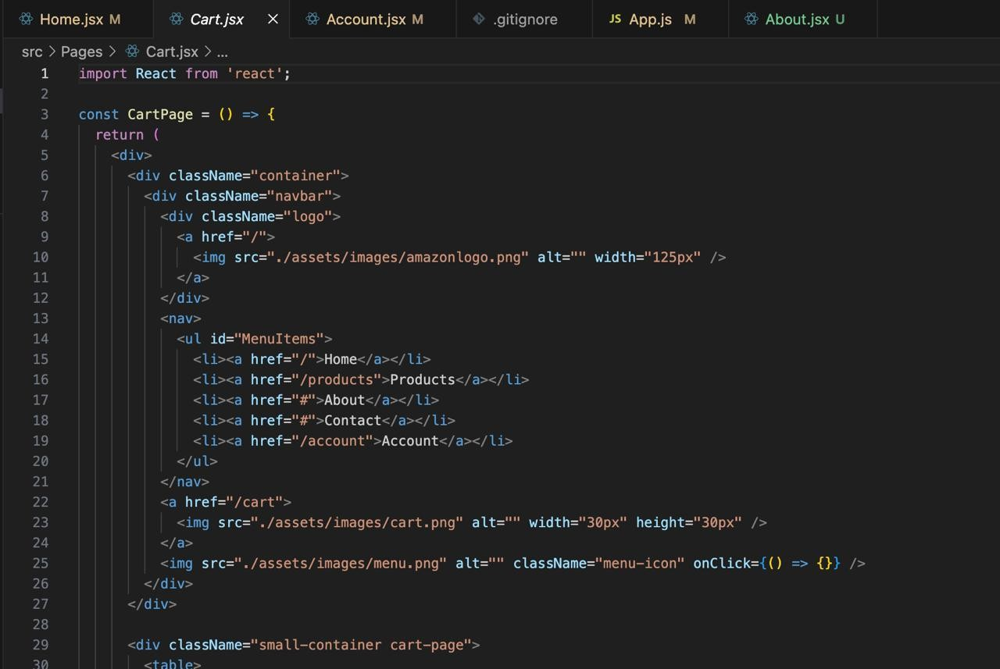 Home.jsx M Cart.jsx × Account.jsx M .gitignore JS App.js M About.jsx U
src > Pages > Cart.jsx > ...
1 import React from 'react';
2
3 const CartPage = () => {
4 return (
5 <div>
6 <div className="container">
7 <div className="navbar">
8 <div className="logo">
9 <a href="/">
10 <img src="./assets/images/amazonlogo.png" alt="" width="125px" />
11 </a>
12 </div>
13 <nav>
14 <ul id="MenuItems">
15 <li><a href="/">Home</a></li>
16 <li><a href="/products">Products</a></li>
17 <li><a href="#">About</a></li>
18 <li><a href="#">Contact</a></li>
19 <li><a href="/account">Account</a></li>
20 </ul>
21 </nav>
22 <a href="/cart">
23 <img src="./assets/images/cart.png" alt="" width="30px" height="30px" />
24 </a>
25 <img src="./assets/images/menu.png" alt="" className="menu-icon" onClick={() => {}} />
26 </div>
27 </div>
28
29 <div className="small-container cart-page">
30 <table>